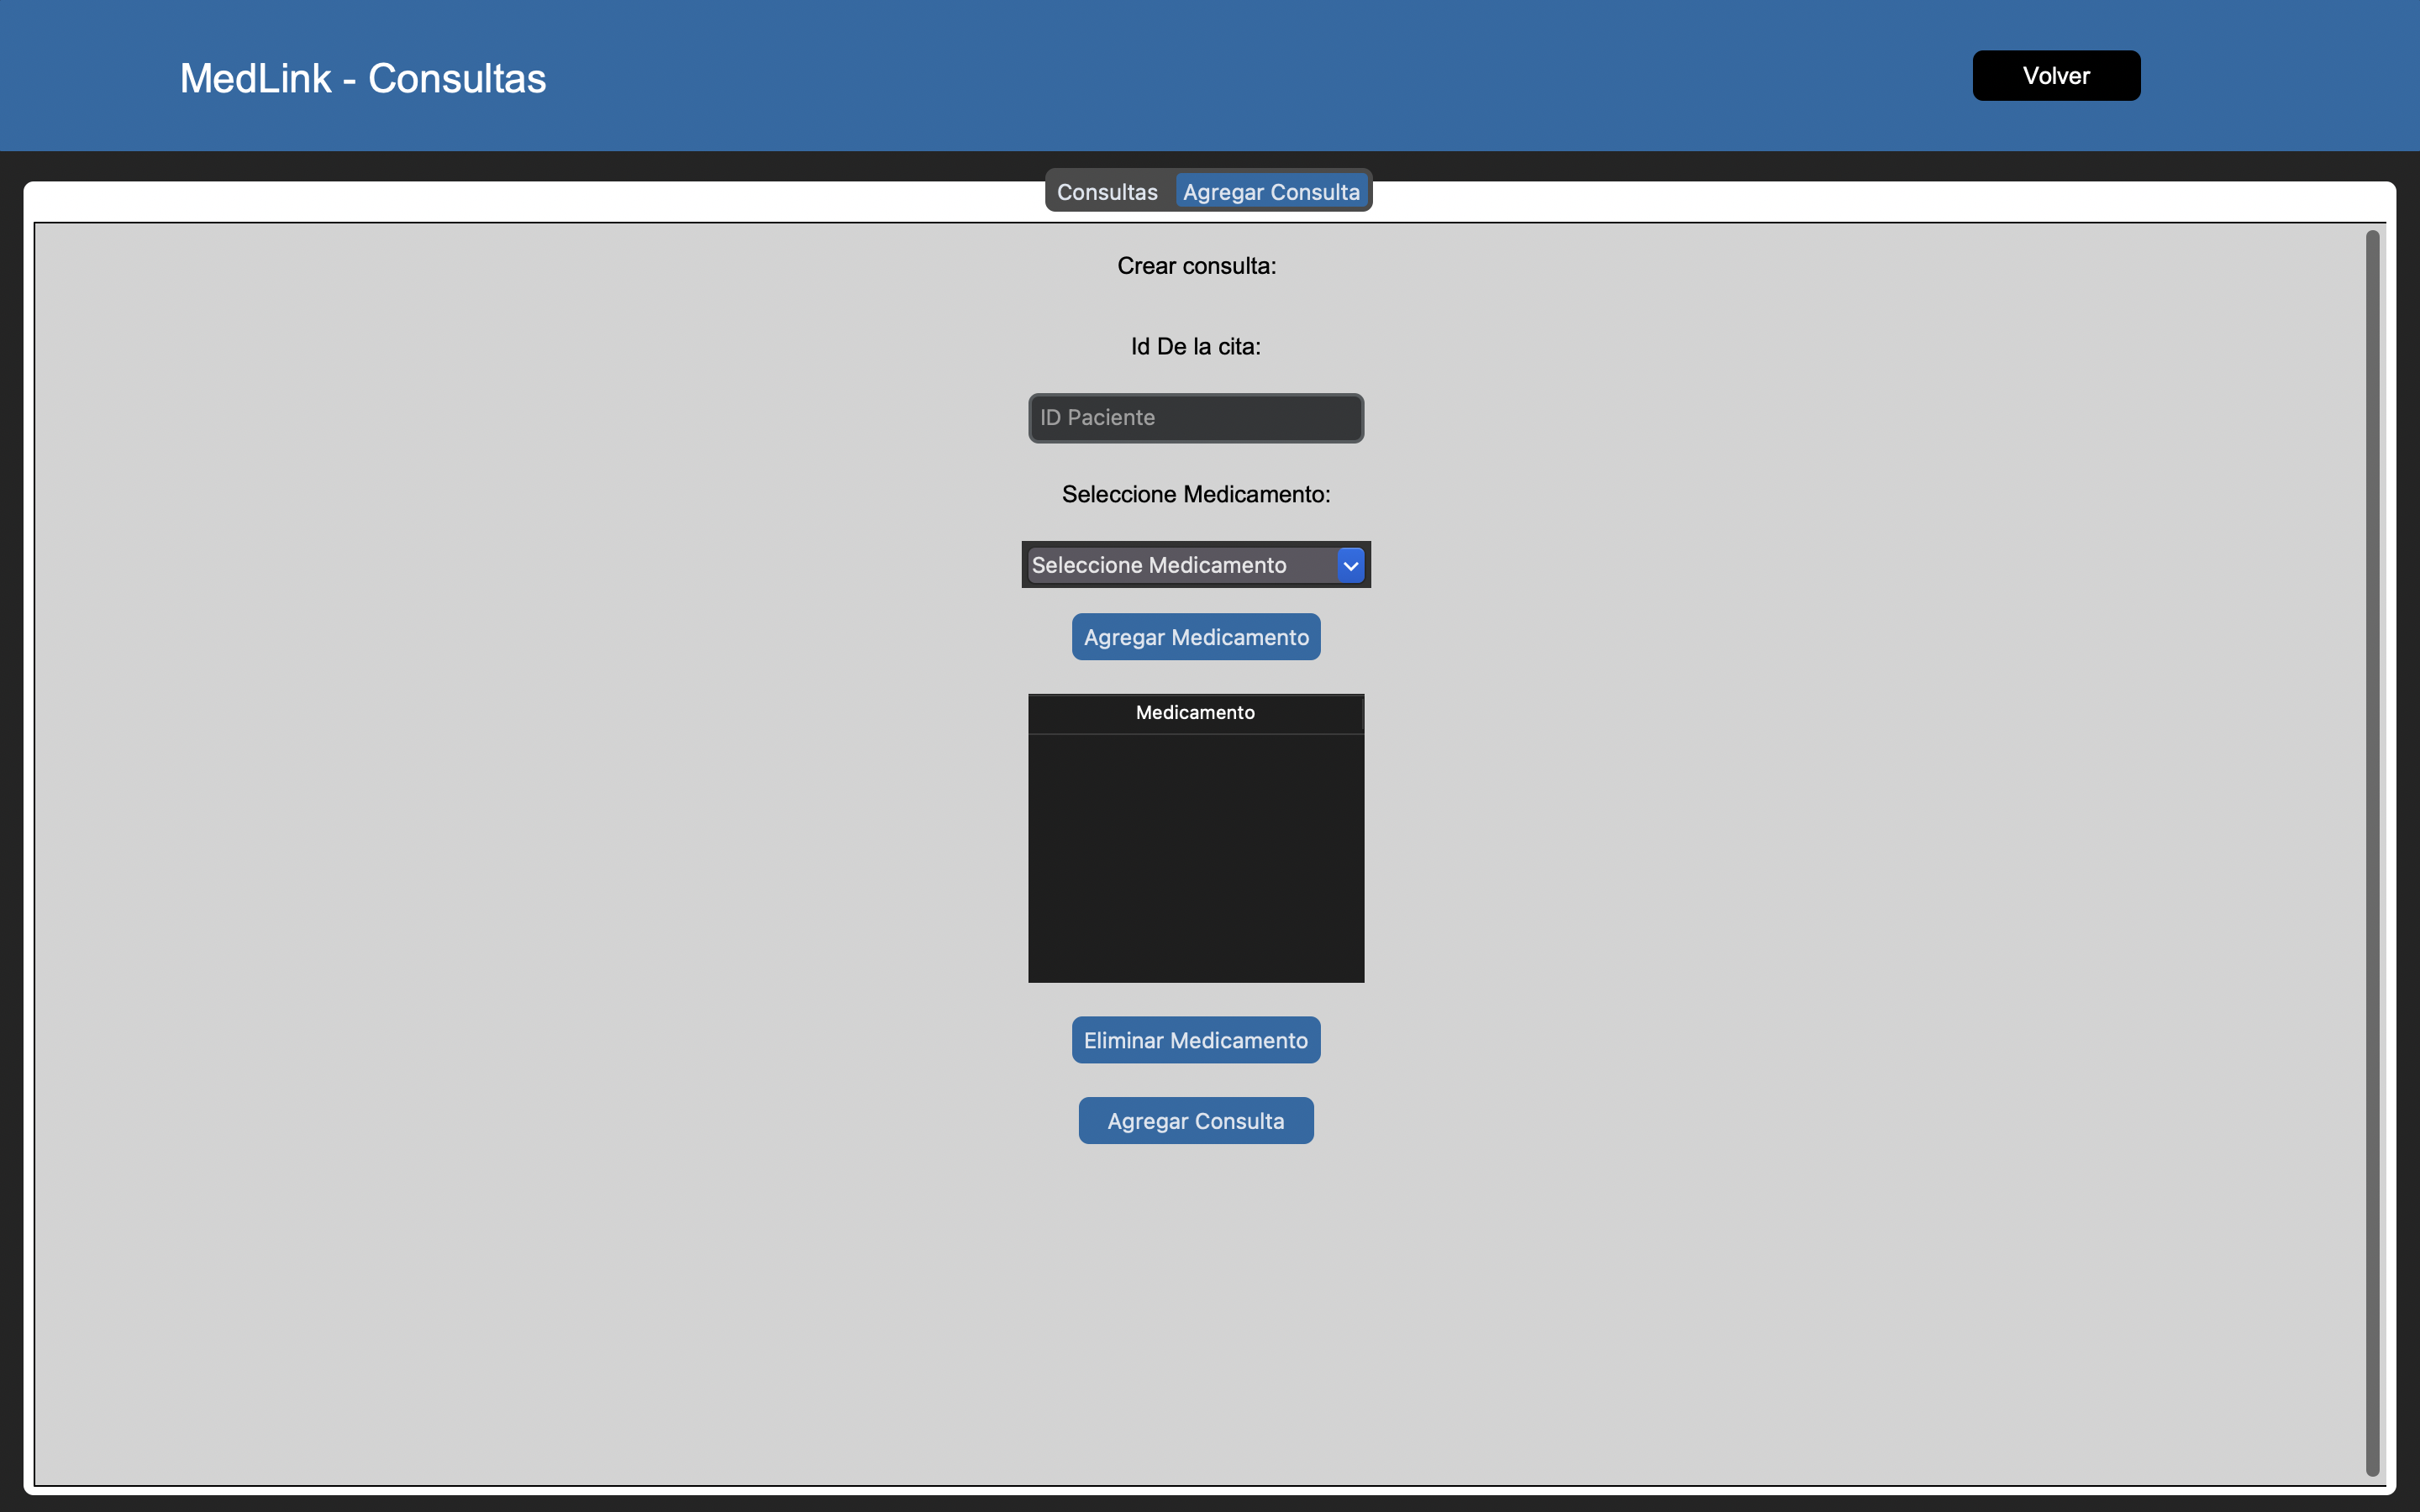 MedLink - Consultas
Volver
Consultas
Agregar Consulta
Crear consulta:
Id De la cita:
ID Paciente
Seleccione Medicamento:
Seleccione Medicamento
Agregar Medicamento
Medicamento
Eliminar Medicamento
Agregar Consulta